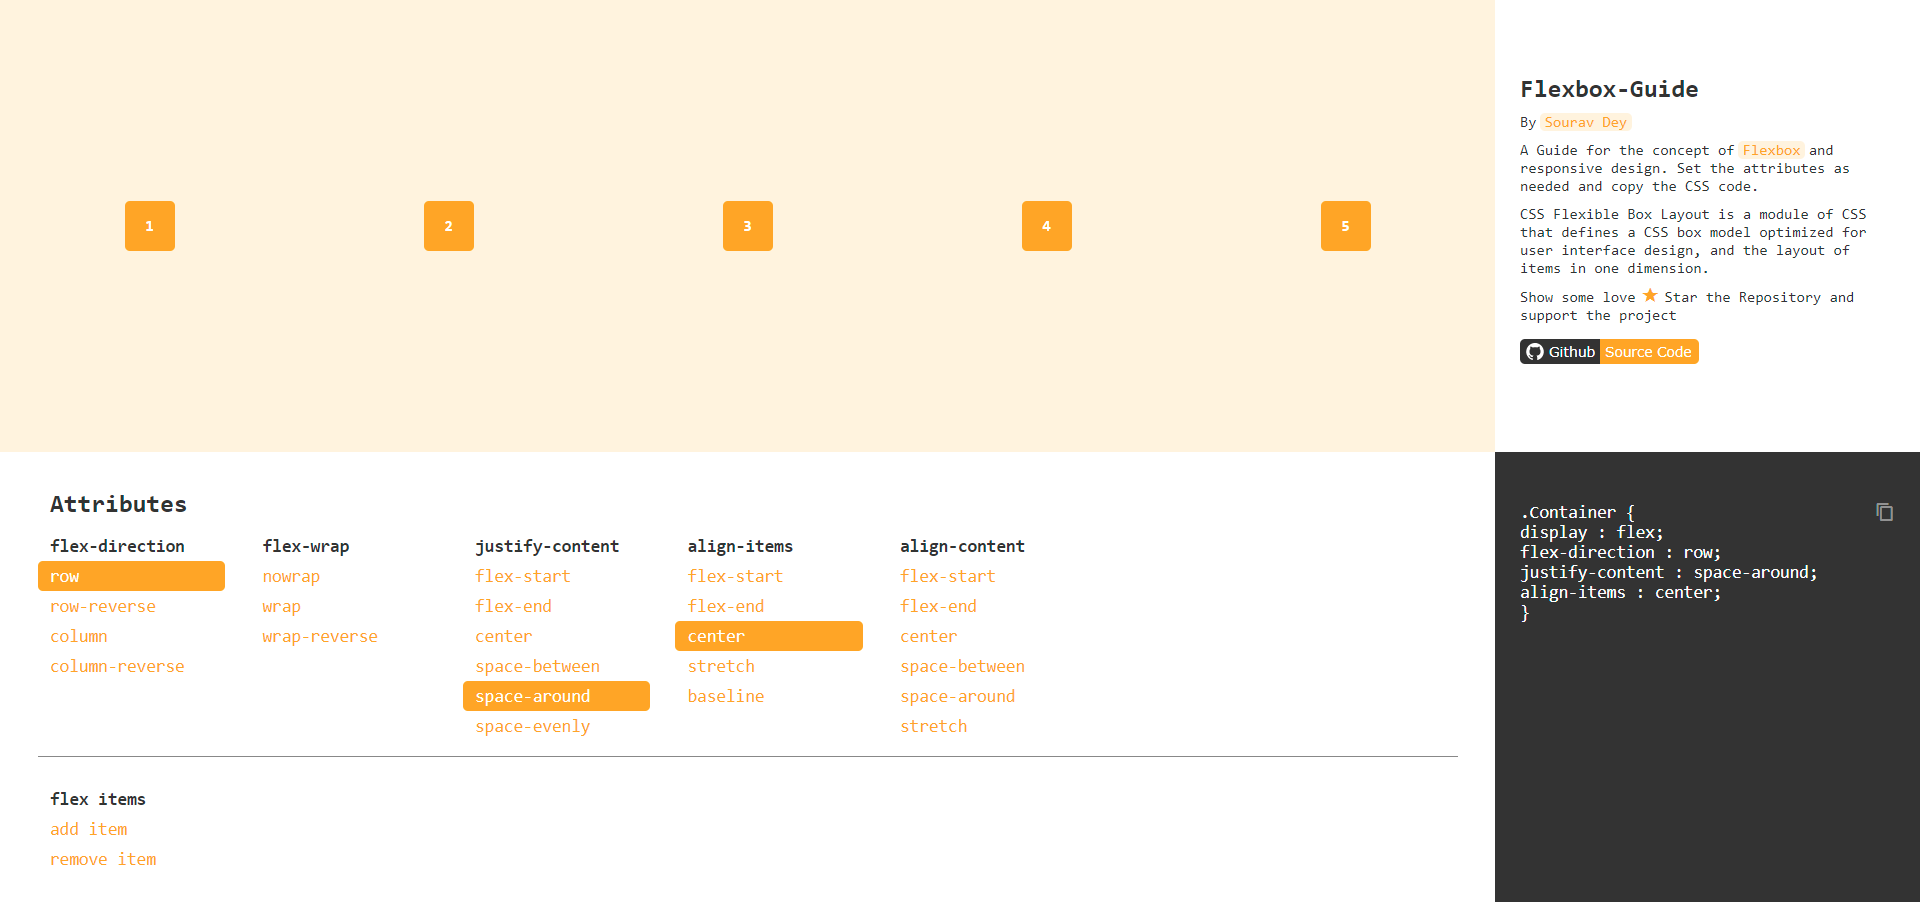 1 2 3 4 5
Flexbox-Guide
By Sourav Dey
A Guide for the concept of Flexbox and
responsive design. Set the attributes as
needed and copy the CSS code.
CSS Flexible Box Layout is a module of CSS
that defines a CSS box model optimized for
user interface design, and the layout of
items in one dimension.
Show some love ★ Star the Repository and
support the project
Github Source Code
Attributes
flex-direction
row
row-reverse
column
column-reverse
flex-wrap
nowrap
wrap
wrap-reverse
justify-content
flex-start
flex-end
center
space-between
space-around
space-evenly
align-items
flex-start
flex-end
center
stretch
baseline
align-content
flex-start
flex-end
center
space-between
space-around
stretch
flex items
add item
remove item
.Container {
display : flex;
flex-direction : row;
justify-content : space-around;
align-items : center;
}